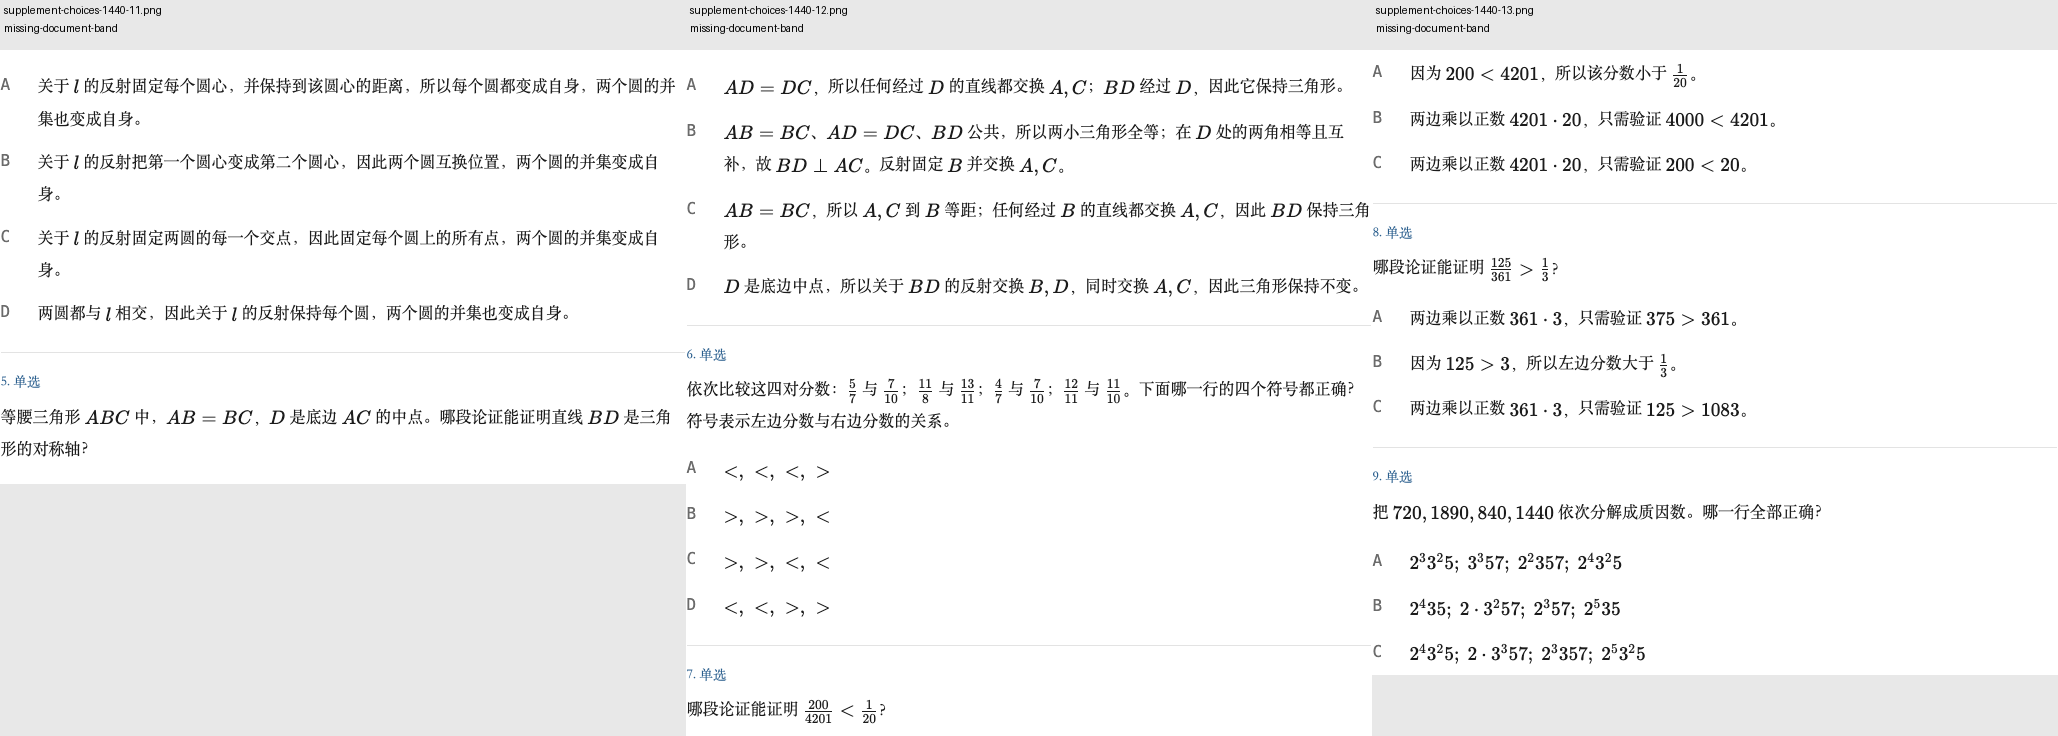 supplement-choices-1440-11.png
missing-document-band
A 关于 l 的反射固定每个圆心，并保持到该圆心的距离，所以每个圆都变成自身，两个圆的并
集也变成自身。
B 关于 l 的反射把第一个圆心变成第二个圆心，因此两个圆互换位置，两个圆的并集变成自
身。
C 关于 l 的反射固定两圆的每一个交点，因此固定每个圆上的所有点，两个圆的并集变成自
身。
D 两圆都与 l 相交，因此关于 l 的反射保持每个圆，两个圆的并集也变成自身。
5. 单选
等腰三角形 ABC 中，AB = BC，D 是底边 AC 的中点。哪段论证能证明直线 BD 是三角
形的对称轴？
supplement-choices-1440-12.png
missing-document-band
A AD = DC，所以任何经过 D 的直线都交换 A, C；BD 经过 D，因此它保持三角形。
B AB = BC、AD = DC、BD 公共，所以两小三角形全等；在 D 处的两角相等且互
补，故 BD ⊥ AC。反射固定 B 并交换 A, C。
C AB = BC，所以 A, C 到 B 等距；任何经过 B 的直线都交换 A, C，因此 BD 保持三角
形。
D D 是底边中点，所以关于 BD 的反射交换 B, D，同时交换 A, C，因此三角形保持不变。
6. 单选
依次比较这四对分数：5/7 与 7/10；11/8 与 13/11；4/7 与 7/10；12/11 与 11/10。下面哪一行的四个符号都正确？
符号表示左边分数与右边分数的关系。
A <, <, <, >
B >, >, >, <
C >, >, <, <
D <, <, >, >
7. 单选
哪段论证能证明 200/4201 < 1/20？
supplement-choices-1440-13.png
missing-document-band
A 因为 200 < 4201，所以该分数小于 1/20。
B 两边乘以正数 4201 · 20，只需验证 4000 < 4201。
C 两边乘以正数 4201 · 20，只需验证 200 < 20。
8. 单选
哪段论证能证明 125/361 > 1/3？
A 两边乘以正数 361 · 3，只需验证 375 > 361。
B 因为 125 > 3，所以左边分数大于 1/3。
C 两边乘以正数 361 · 3，只需验证 125 > 1083。
9. 单选
把 720, 1890, 840, 1440 依次分解成质因数。哪一行全部正确？
A 2³3²5; 3³57; 2²357; 2⁴3²5
B 2⁴35; 2 · 3²57; 2³57; 2⁵35
C 2⁴3²5; 2 · 3³57; 2³357; 2⁵3²5